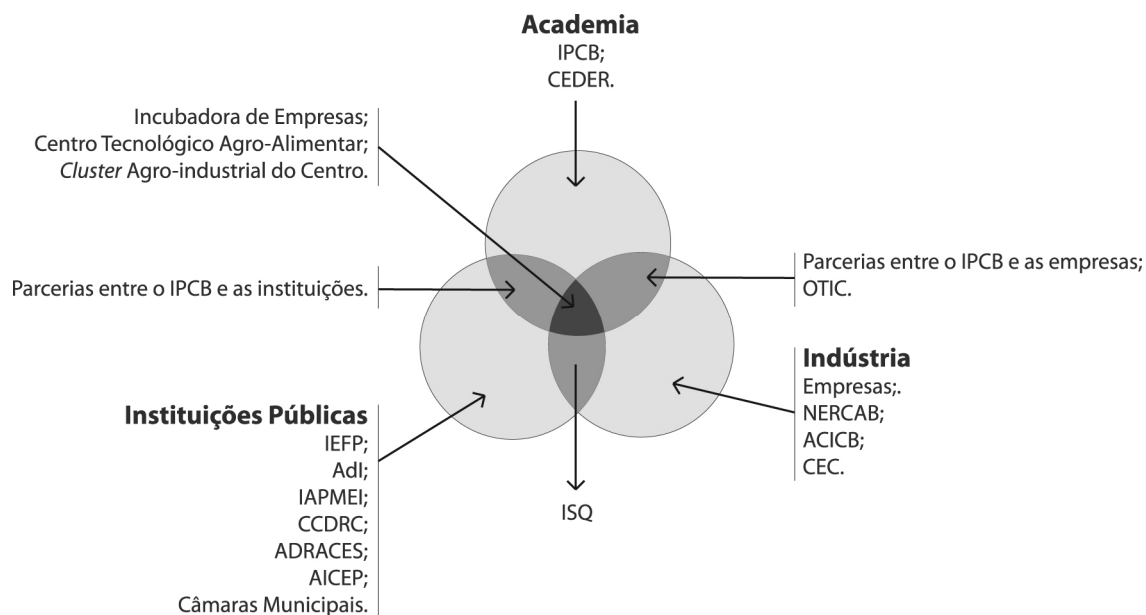 Academia
IPCB;
CEDER.
Incubadora de Empresas;
Centro Tecnológico Agro-Alimentar;
Cluster Agro-industrial do Centro.
Parcerias entre o IPCB e as instituições.
Parcerias entre o IPCB e as empresas;
OTIC.
Indústria
Empresas;.
NERCAB;
ACICB;
CEC.
Instituições Públicas
IEFP;
AdI;
IAPMEI;
CCDRC;
ADRACES;
AICEP;
Câmaras Municipais.
ISQ